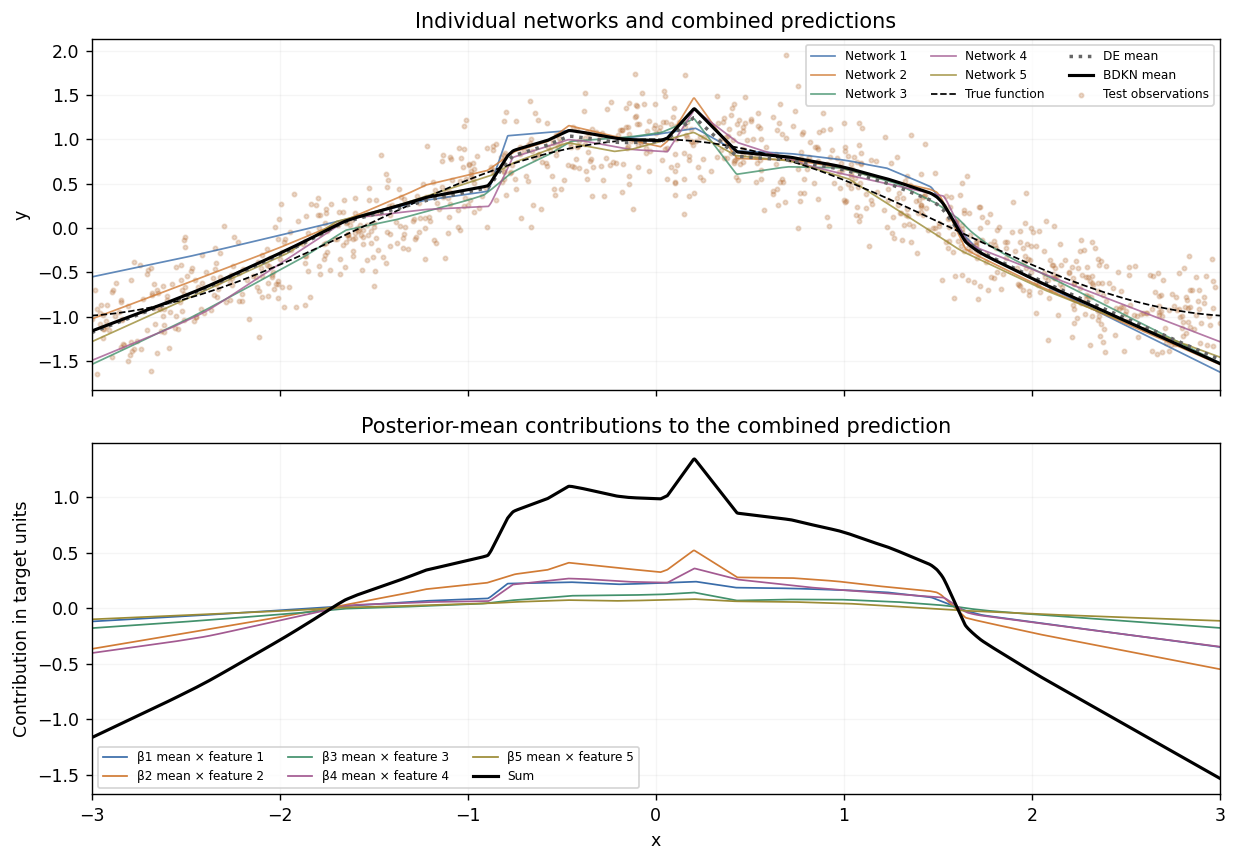 Individual networks and combined predictions
Network 1 Network 4 DE mean
Network 2 Network 5 BDKN mean
Network 3 True function Test observations
2.0
1.5
1.0
0.5
0.0
−0.5
−1.0
−1.5
y
Posterior-mean contributions to the combined prediction
1.0
0.5
0.0
−0.5
−1.0
−1.5
Contribution in target units
β1 mean × feature 1 β3 mean × feature 3 β5 mean × feature 5
β2 mean × feature 2 β4 mean × feature 4 Sum
−3 −2 −1 0 1 2 3
x